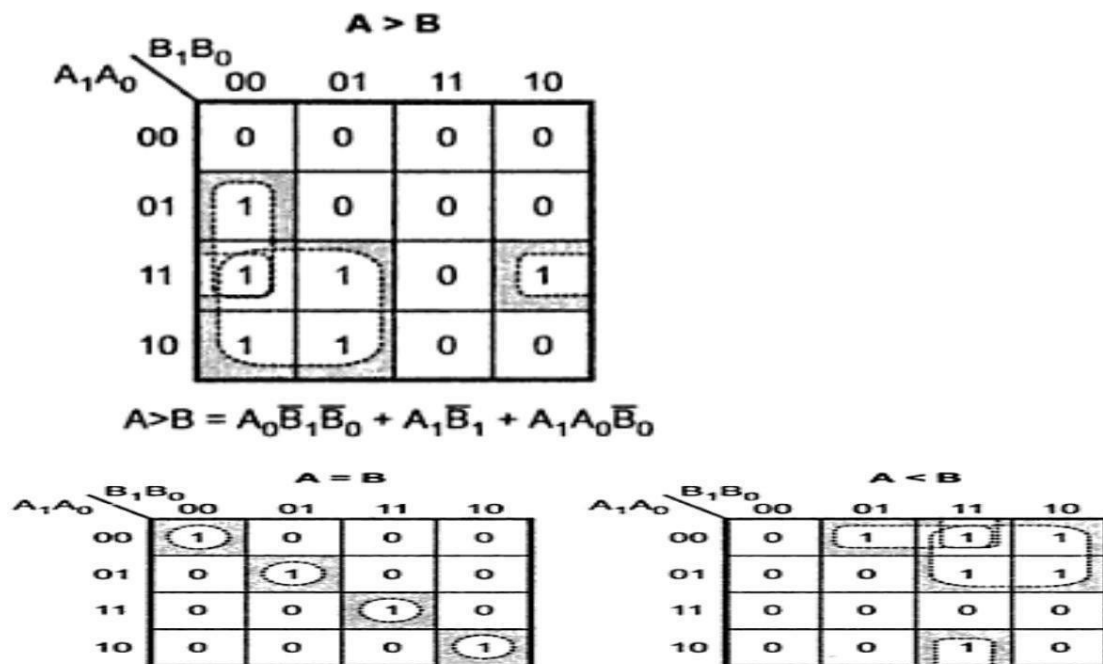 A > B
B₁B₀
A₁A₀ 00 01 11 10
00 0 0 0 0
01 1 0 0 0
11 1 1 0 1
10 1 1 0 0
A>B = A₀B̅₁B̅₀ + A₁B̅₁ + A₁A₀B̅₀
A = B
B₁B₀
A₁A₀ 00 01 11 10
00 1 0 0 0
01 0 1 0 0
11 0 0 1 0
10 0 0 0 1
A < B
B₁B₀
A₁A₀ 00 01 11 10
00 0 1 1 1
01 0 0 1 1
11 0 0 0 0
10 0 0 1 0